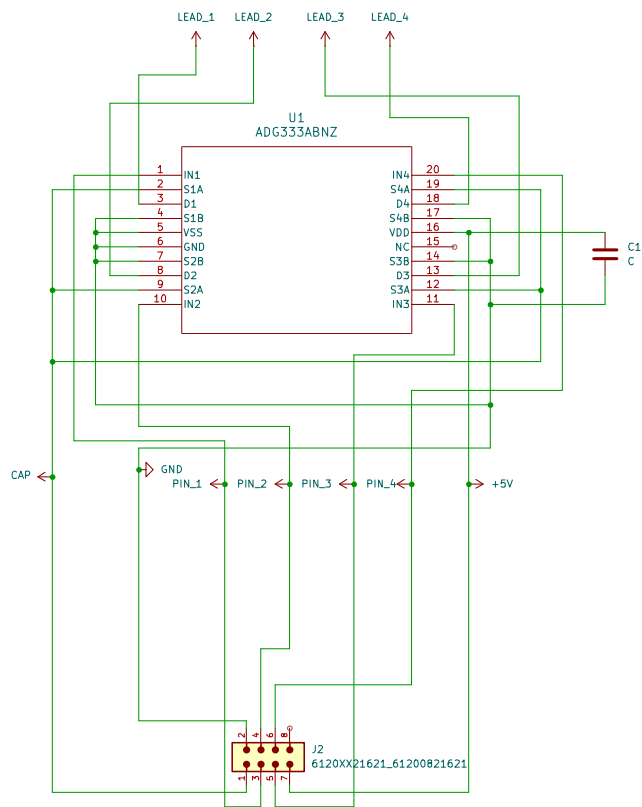 LEAD_1 LEAD_2 LEAD_3 LEAD_4
U1
ADG333ABNZ
1 IN1 IN4 20
2 S1A S4A 19
3 D1 D4 18
4 S1B S4B 17
5 VSS VDD 16
6 GND NC 15
7 S2B S3B 14
8 D2 D3 13
9 S2A S3A 12
10 IN2 IN3 11
C1
C
CAP GND
PIN_1 PIN_2 PIN_3 PIN_4 +5V
2 4 6 8
J2
6120XX21621_61200821621
1 3 5 7